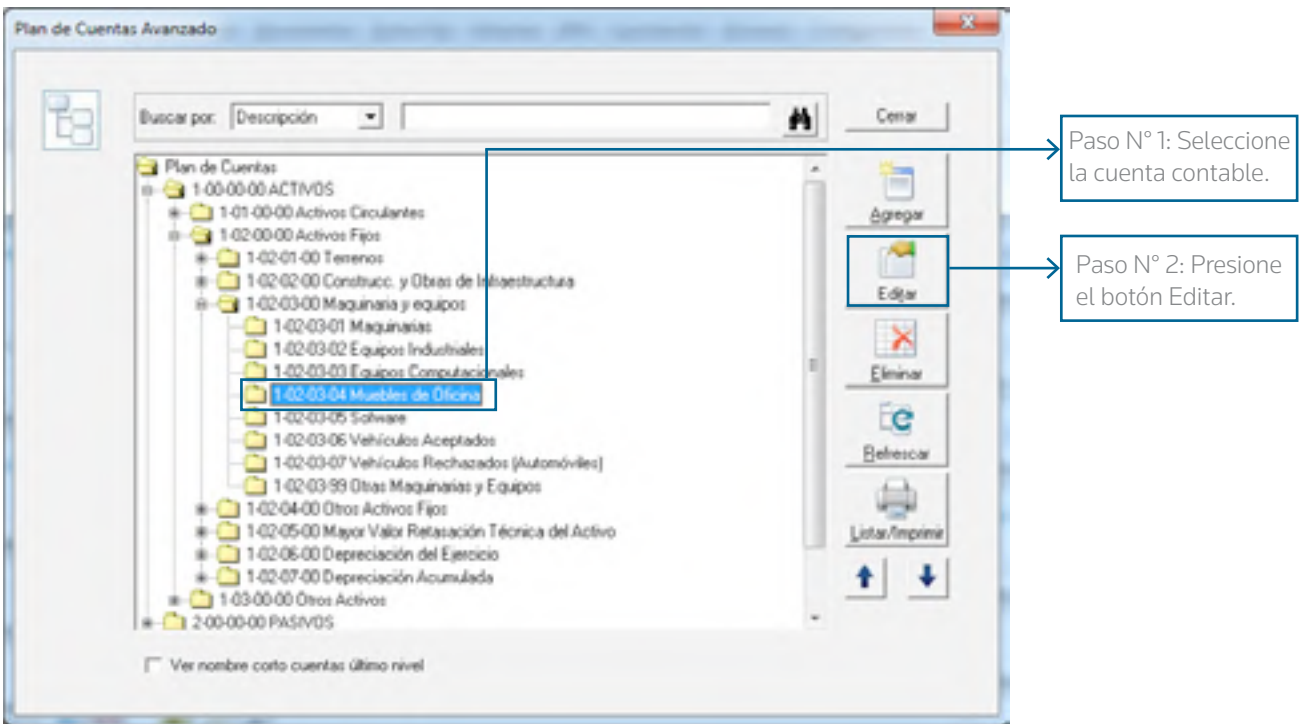 Plan de Cuentas Avanzado
Buscar por: Descripción
Cerrar
Plan de Cuentas
1-00-00-00 ACTIVOS
1-01-00-00 Activos Circulantes
1-02-00-00 Activos Fijos
1-02-01-00 Terrenos
1-02-02-00 Construcc. y Obras de Infraestructura
1-02-03-00 Maquinaria y equipos
1-02-03-01 Maquinarias
1-02-03-02 Equipos Industriales
1-02-03-03 Equipos Computacionales
1-02-03-04 Muebles de Oficina
1-02-03-05 Sofware
1-02-03-06 Vehículos Aceptados
1-02-03-07 Vehículos Rechazados (Automóviles)
1-02-03-99 Otras Maquinarias y Equipos
1-02-04-00 Otros Activos Fijos
1-02-05-00 Mayor Valor Retasación Técnica del Activo
1-02-06-00 Depreciación del Ejercicio
1-02-07-00 Depreciación Acumulada
1-03-00-00 Otros Activos
2-00-00-00 PASIVOS
Ver nombre corto cuentas último nivel
Agregar
Editar
Eliminar
Refrescar
Listar/Imprimir
Paso N° 1: Seleccione
la cuenta contable.
Paso N° 2: Presione
el botón Editar.